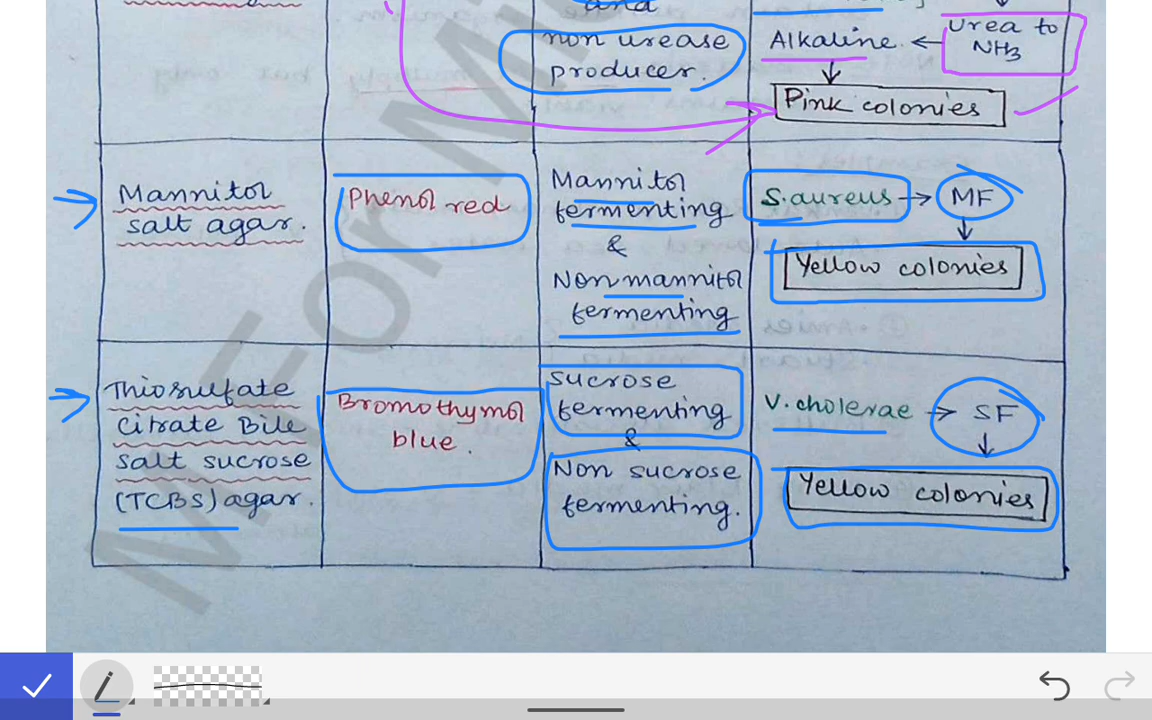 and
non urease
producer.
Alkaline ← Urea to
NH3
Pink colonies
Mannitol
salt agar.
Phenol red
Mannitol
fermenting
&
Non mannitol
fermenting
S. aureus → MF
Yellow colonies
Thiosulfate
citrate Bile
salt sucrose
(TCBS) agar.
Bromothymol
blue.
sucrose
fermenting
&
Non sucrose
fermenting.
V. cholerae → SF
Yellow colonies